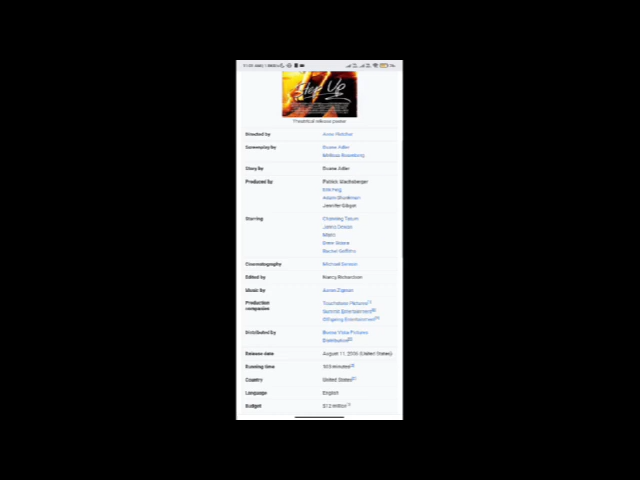 Step Up
Theatrical release poster
Directed by Anne Fletcher
Screenplay by Duane Adler
Melissa Rosenberg
Story by Duane Adler
Produced by Patrick Wachsberger
Erik Feig
Adam Shankman
Jennifer Gibgot
Starring Channing Tatum
Jenna Dewan
Mario
Drew Sidora
Rachel Griffiths
Cinematography Michael Seresin
Edited by Nancy Richardson
Music by Aaron Zigman
Production companies Touchstone Pictures
Summit Entertainment
Offspring Entertainment
Distributed by Buena Vista Pictures
Distribution
Release date August 11, 2006 (United States)
Running time 103 minutes
Country United States
Language English
Budget $12 million